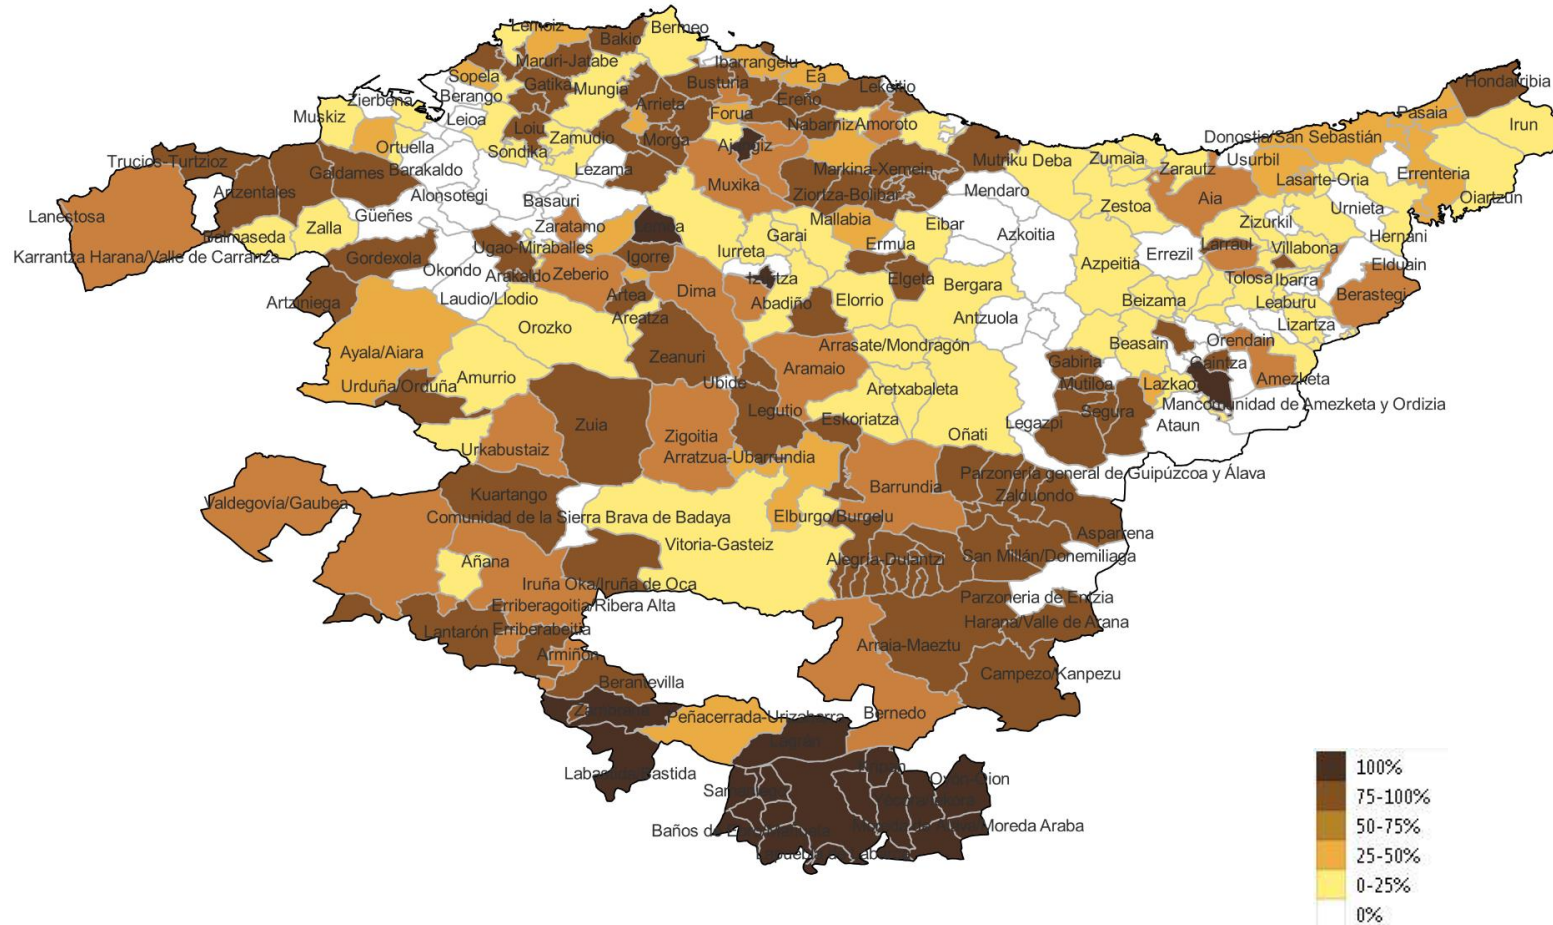 Lemoiz
Bermeo
Bakio
Maruri-Jatabe
Ibarrangelu
Sopela
Ea
Gatika
Busturia
Lekeitio
Hondarribia
Zierbena
Berango
Mungia
Ereño
Arrieta
Pasaia
Muskiz
Leioa
Forua
Loiu
Nabarniz
Amoroto
Irun
Ortuella
Sondika
Zamudio
Morga
Donostia/San Sebastián
Trucios-Turtzioz
Galdames
Barakaldo
Lezama
Markina-Xemein
Mutriku
Deba
Zumaia
Usurbil
Zarautz
Errenteria
Artzentales
Alonsotegi
Basauri
Muxika
Ziortza-Bolibar
Mendaro
Lasarte-Oria
Oiartzun
Lanestosa
Güeñes
Zestoa
Aia
Urnieta
Zalla
Zaratamo
Mallabia
Eibar
Azkoitia
Zizurkil
Hernani
Balmaseda
Garai
Ermua
Larraul
Villabona
Karrantza Harana/Valle de Carranza
Gordexola
Ugao-Miraballes
Igorre
Iurreta
Errezil
Elduain
Okondo
Arakaldo
Zeberio
Elgeta
Azpeitia
Tolosa
Ibarra
Artziniega
Laudio/Llodio
Artea
Dima
Abadiño
Elorrio
Bergara
Beizama
Leaburu
Berastegi
Orozko
Areatza
Antzuola
Lizartza
Ayala/Aiara
Zeanuri
Arrasate/Mondragón
Beasain
Orendain
Urduña/Orduña
Amurrio
Ubide
Aramaio
Aretxabaleta
Gabiria
Mutiloa
Lazkao
Gaintza
Amezketa
Zuia
Legutio
Eskoriatza
Segura
Mancomunidad de Amezketa y Ordizia
Urkabustaiz
Zigoitia
Oñati
Legazpi
Ataun
Arratzua-Ubarrundia
Valdegovía/Gaubea
Kuartango
Barrundia
Parzonería general de Guipúzcoa y Álava
Zalduondo
Comunidad de la Sierra Brava de Badaya
Elburgo/Burgelu
Asparrena
Vitoria-Gasteiz
Añana
Alegría-Dulantzi
San Millán/Donemiliaga
Iruña Oka/Iruña de Oca
Erriberagoitia/Ribera Alta
Parzoneria de Entzia
Lantarón
Erriberabeitia
Harana/Valle de Arana
Armiñon
Arraia-Maeztu
Campezo/Kanpezu
Berantevilla
Peñacerrada-Urizaharra
Bernedo
Moreda Araba
100%
75-100%
50-75%
25-50%
0-25%
0%